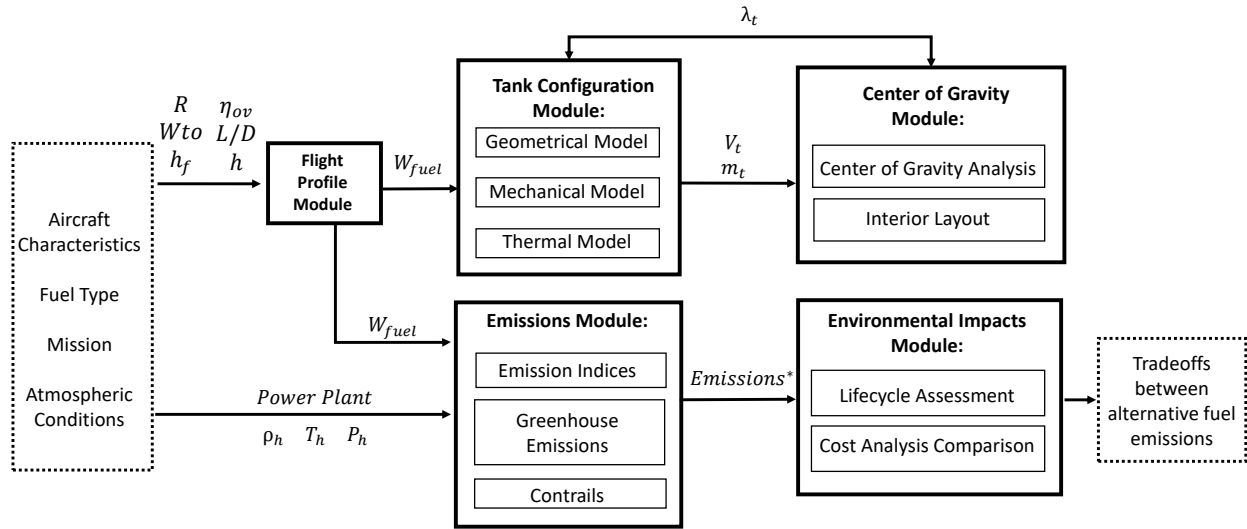 λ_t
Aircraft
Characteristics
Fuel Type
Mission
Atmospheric
Conditions
R η_ov
Wto L/D
h_f h
Flight
Profile
Module
W_fuel
Tank Configuration
Module:
Geometrical Model
Mechanical Model
Thermal Model
V_t
m_t
Center of Gravity
Module:
Center of Gravity Analysis
Interior Layout
W_fuel
Power Plant
ρ_h T_h P_h
Emissions Module:
Emission Indices
Greenhouse
Emissions
Contrails
Emissions*
Environmental Impacts
Module:
Lifecycle Assessment
Cost Analysis Comparison
Tradeoffs
between
alternative fuel
emissions